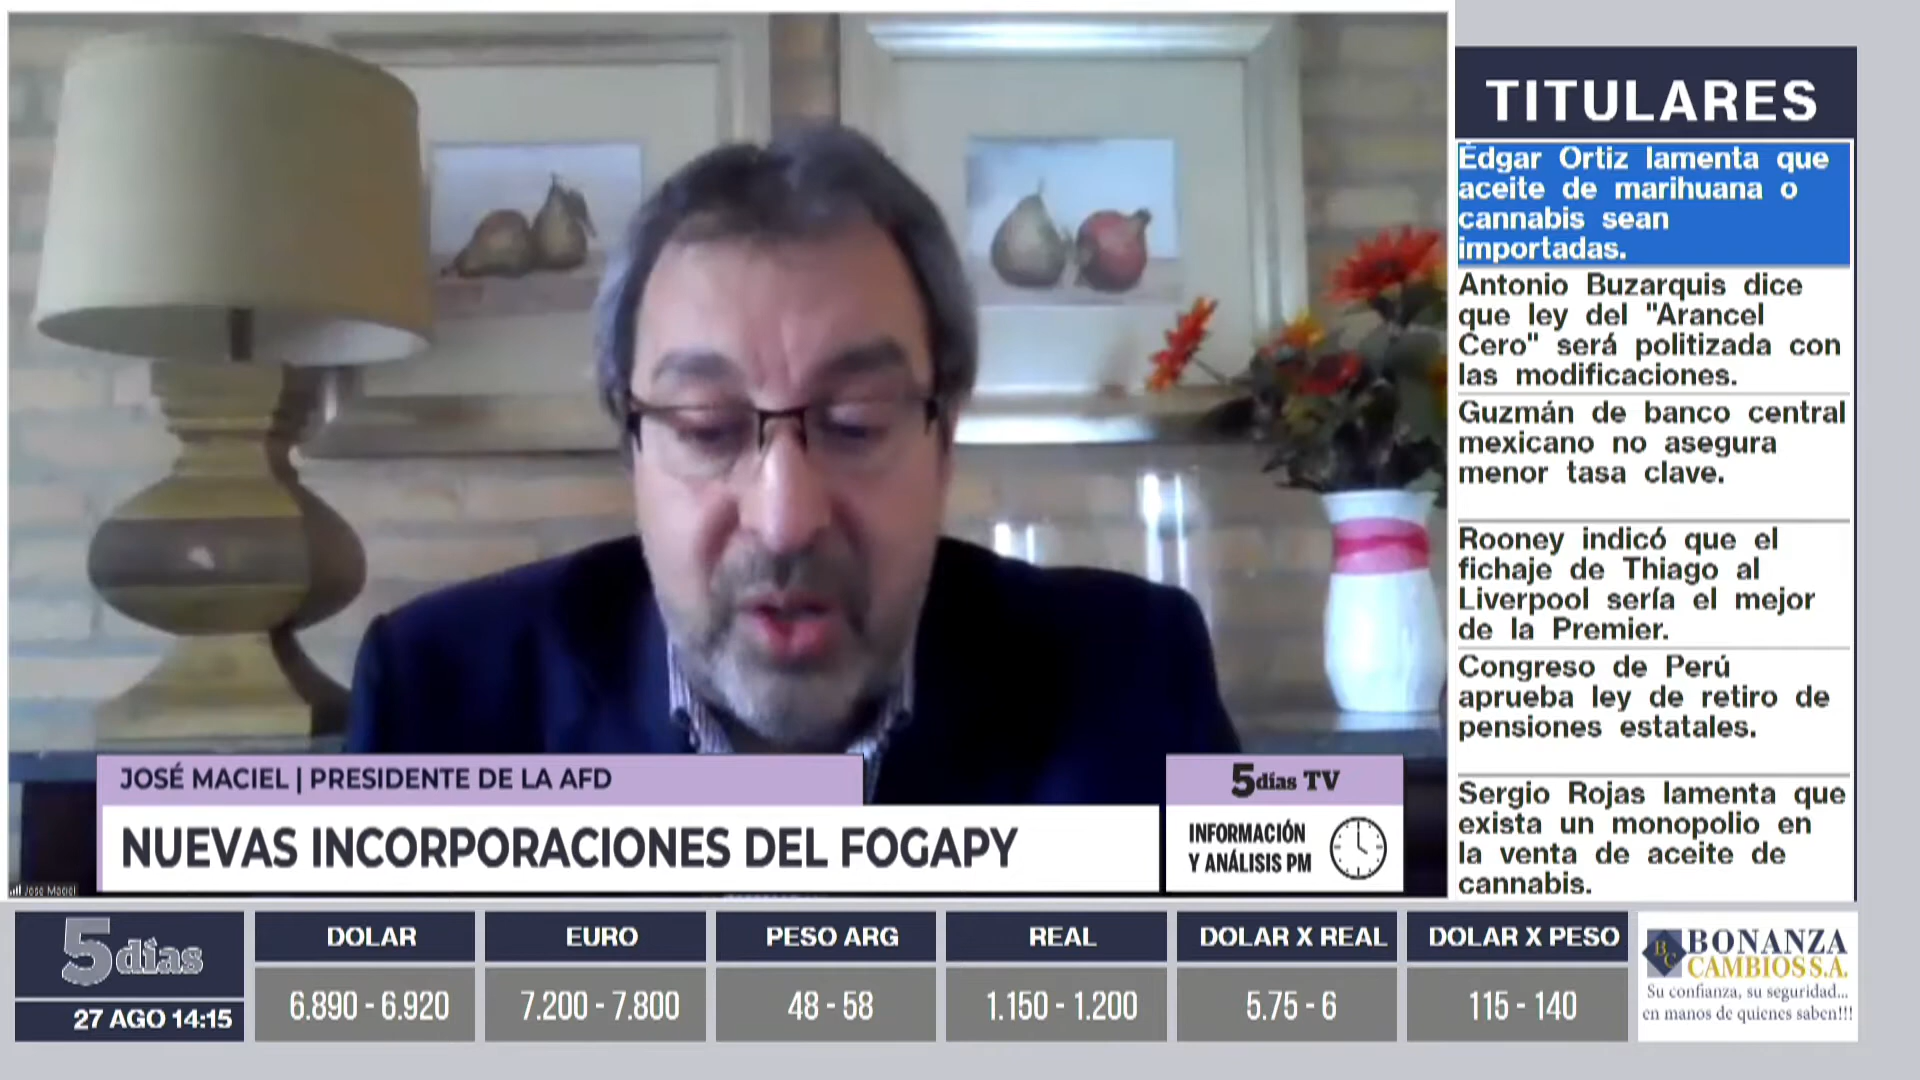 TITULARES
Édgar Ortiz lamenta que
aceite de marihuana o
cannabis sean
importadas.
Antonio Buzarquis dice
que ley del "Arancel
Cero" será politizada con
las modificaciones.
Guzmán de banco central
mexicano no asegura
menor tasa clave.
Rooney indicó que el
fichaje de Thiago al
Liverpool sería el mejor
de la Premier.
Congreso de Perú
aprueba ley de retiro de
pensiones estatales.
Sergio Rojas lamenta que
exista un monopolio en
la venta de aceite de
cannabis.
JOSÉ MACIEL | PRESIDENTE DE LA AFD
NUEVAS INCORPORACIONES DEL FOGAPY
5días TV
INFORMACIÓN
Y ANÁLISIS PM
Jose Maciel
5días
27 AGO 14:15
DOLAR
6.890 - 6.920
EURO
7.200 - 7.800
PESO ARG
48 - 58
REAL
1.150 - 1.200
DOLAR X REAL
5.75 - 6
DOLAR X PESO
115 - 140
BC
BONANZA
CAMBIOS S.A.
Su confianza, su seguridad...
en manos de quienes saben!!!